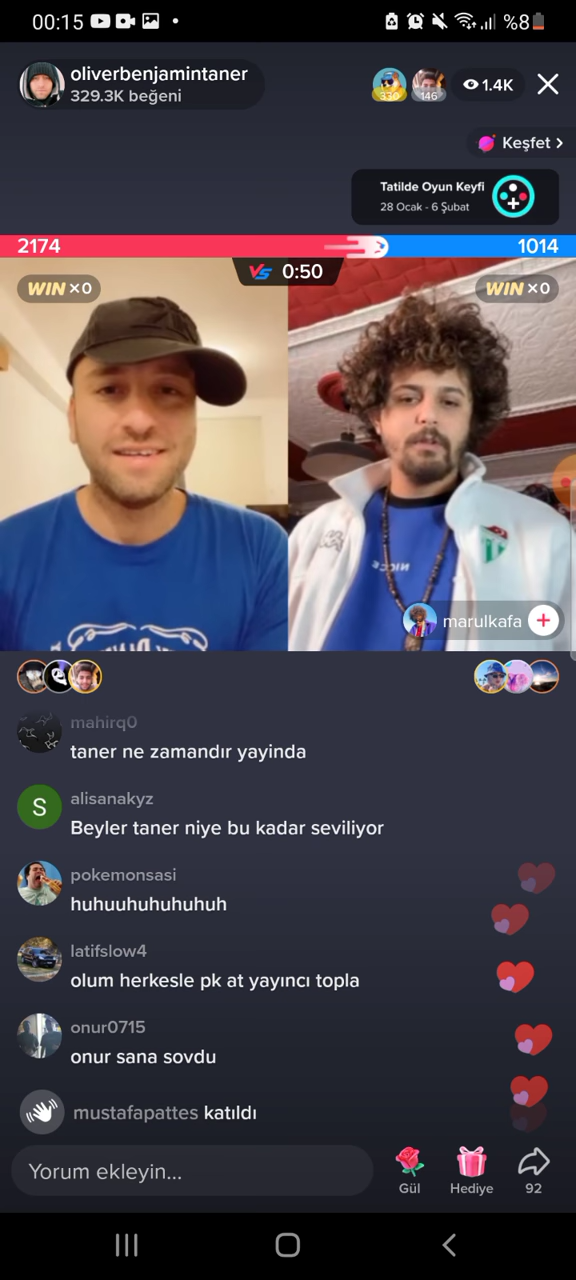 00:15
%8
oliverbenjamintaner
329.3K beğeni
330
146
1.4K
Keşfet >
Tatilde Oyun Keyfi
28 Ocak - 6 Şubat
2174
1014
VS 0:50
WIN ×0
WIN ×0
marulkafa
mahirq0
taner ne zamandır yayinda
S
alisanakyz
Beyler taner niye bu kadar seviliyor
pokemonsasi
huhuuhuhuhuhuh
latifslow4
olum herkesle pk at yayıncı topla
onur0715
onur sana sovdu
mustafapattes katıldı
Yorum ekleyin...
Gül
Hediye
92